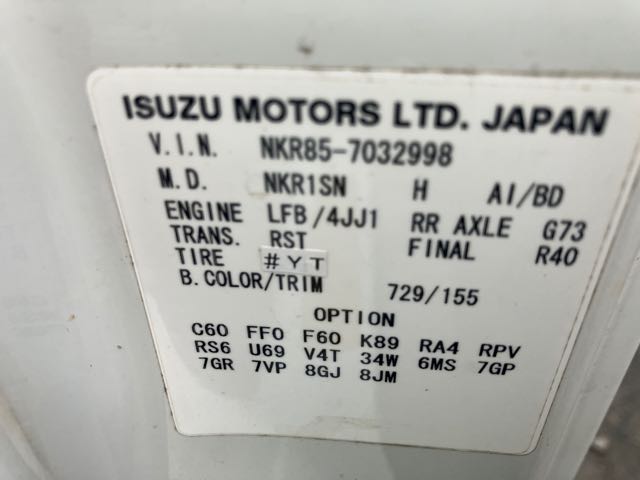 ISUZU MOTORS LTD. JAPAN
V.I.N. NKR85-7032998
M.D. NKR1SN H AI/BD
ENGINE LFB/4JJ1 RR AXLE G73
TRANS. RST FINAL R40
TIRE #YT
B.COLOR/TRIM 729/155
OPTION
C60 FF0 F60 K89 RA4 RPV
RS6 U69 V4T 34W 6MS 7GP
7GR 7VP 8GJ 8JM